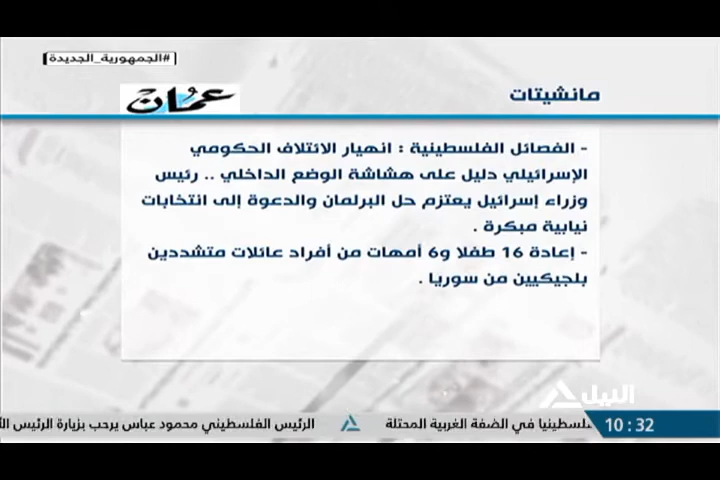 #الجمهورية_الجديدة
مانشيتات
عمان
- الفصائل الفلسطينية : انهيار الائتلاف الحكومي
الإسرائيلي دليل على هشاشة الوضع الداخلي .. رئيس
وزراء إسرائيل يعتزم حل البرلمان والدعوة إلى انتخابات
نيابية مبكرة .
- إعادة 16 طفلا و6 أمهات من أفراد عائلات متشددين
بلجيكيين من سوريا .
النيل
10 : 32
في الضفة الغربية المحتلة
الرئيس الفلسطيني محمود عباس يرحب بزيارة الرئيس